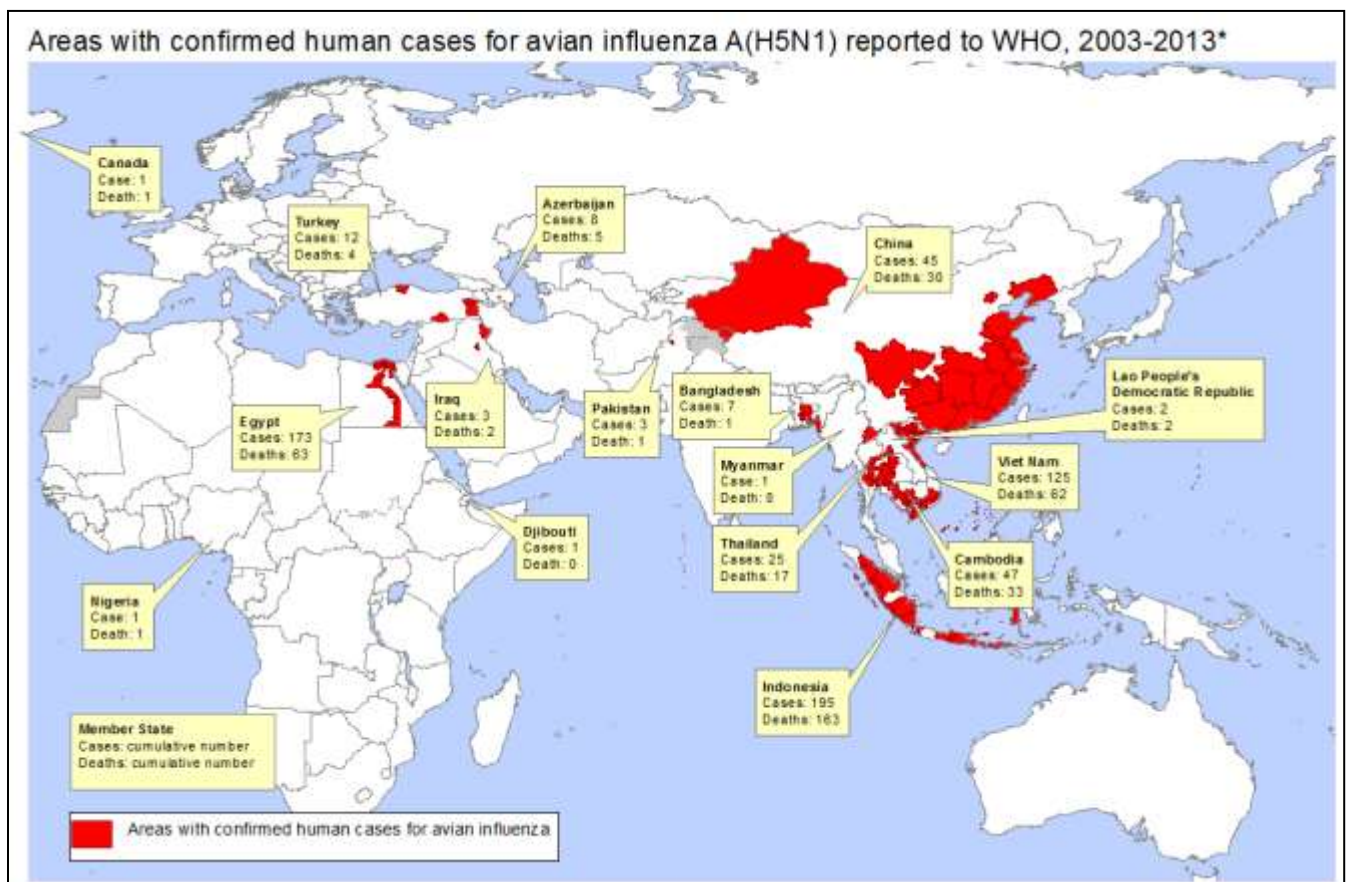 Areas with confirmed human cases for avian influenza A(H5N1) reported to WHO, 2003-2013*
Canada
Case: 1
Death: 1
Turkey
Cases: 12
Deaths: 4
Azerbaijan
Cases: 8
Deaths: 5
China
Cases: 45
Deaths: 30
Egypt
Cases: 173
Deaths: 63
Iraq
Cases: 3
Deaths: 2
Pakistan
Cases: 3
Death: 1
Bangladesh
Cases: 7
Death: 1
Lao People's
Democratic Republic
Cases: 2
Deaths: 2
Myanmar
Case: 1
Death: 0
Viet Nam
Cases: 125
Deaths: 62
Djibouti
Cases: 1
Death: 0
Thailand
Cases: 25
Deaths: 17
Cambodia
Cases: 47
Deaths: 33
Nigeria
Case: 1
Death: 1
Indonesia
Cases: 195
Deaths: 163
Member State
Cases: cumulative number
Deaths: cumulative number
Areas with confirmed human cases for avian influenza